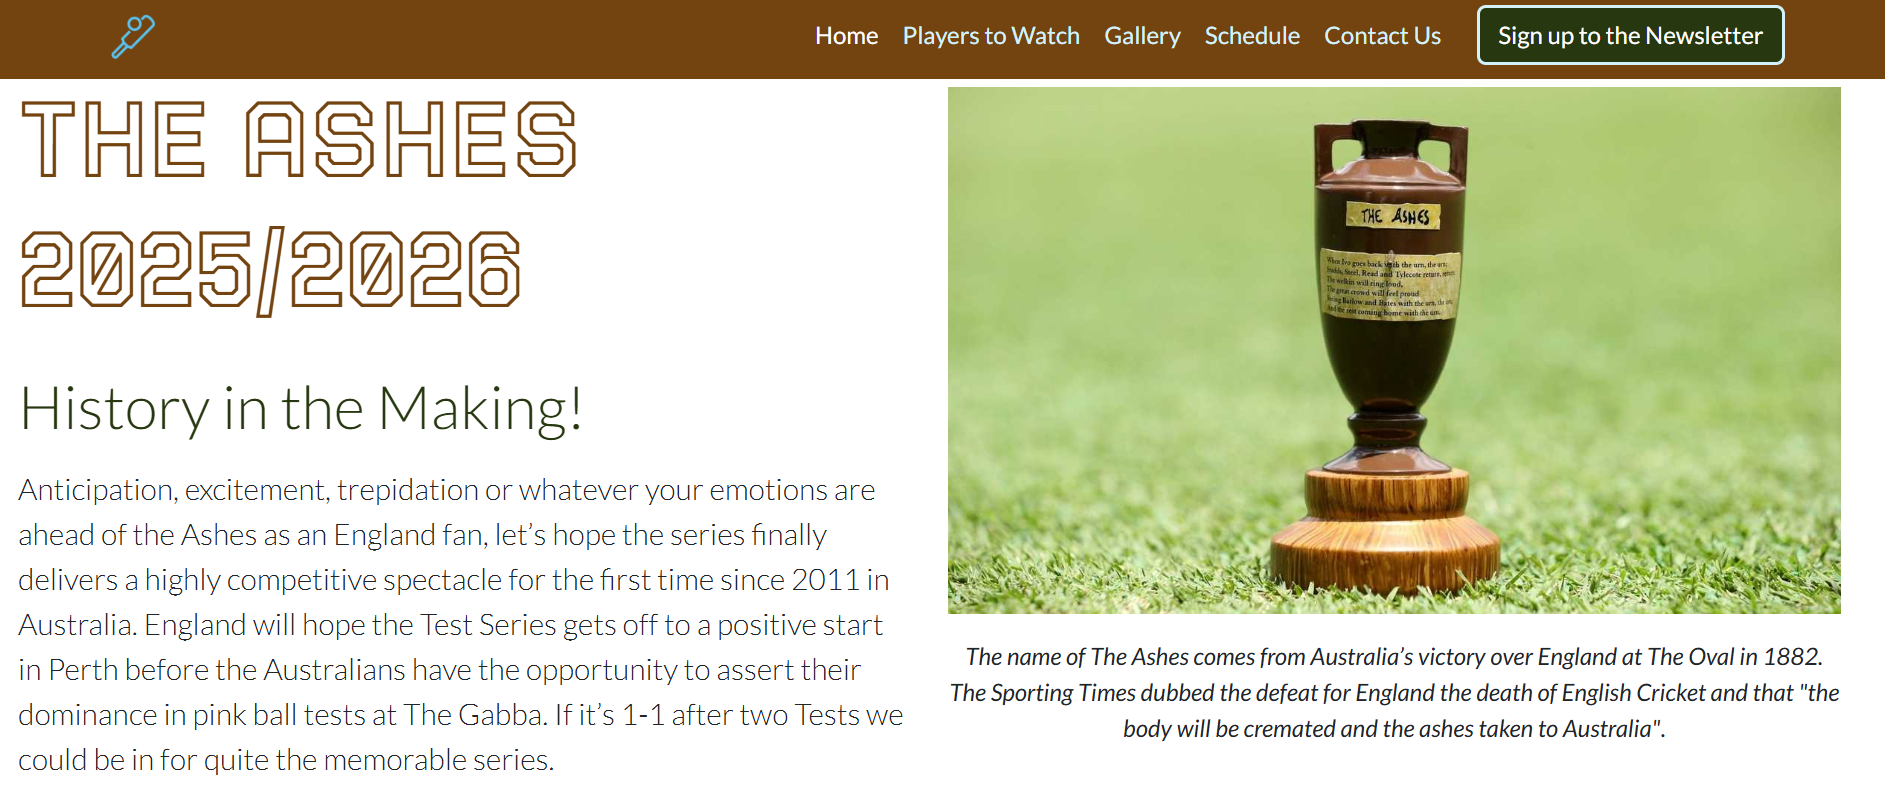 Home Players to Watch Gallery Schedule Contact Us Sign up to the Newsletter
THE ASHES
2025/2026
History in the Making!
Anticipation, excitement, trepidation or whatever your emotions are
ahead of the Ashes as an England fan, let’s hope the series finally
delivers a highly competitive spectacle for the first time since 2011 in
Australia. England will hope the Test Series gets off to a positive start
in Perth before the Australians have the opportunity to assert their
dominance in pink ball tests at The Gabba. If it’s 1-1 after two Tests we
could be in for quite the memorable series.
THE ASHES
When Ivo goes back with the urn, the urn;
Studds, Steel, Read and Tylecote return, return
The welkin will ring loud,
The great crowd will feel proud
Seeing Barlow and Bates with the urn, the urn;
And the rest coming home with the urn.
The name of The Ashes comes from Australia’s victory over England at The Oval in 1882.
The Sporting Times dubbed the defeat for England the death of English Cricket and that "the
body will be cremated and the ashes taken to Australia".